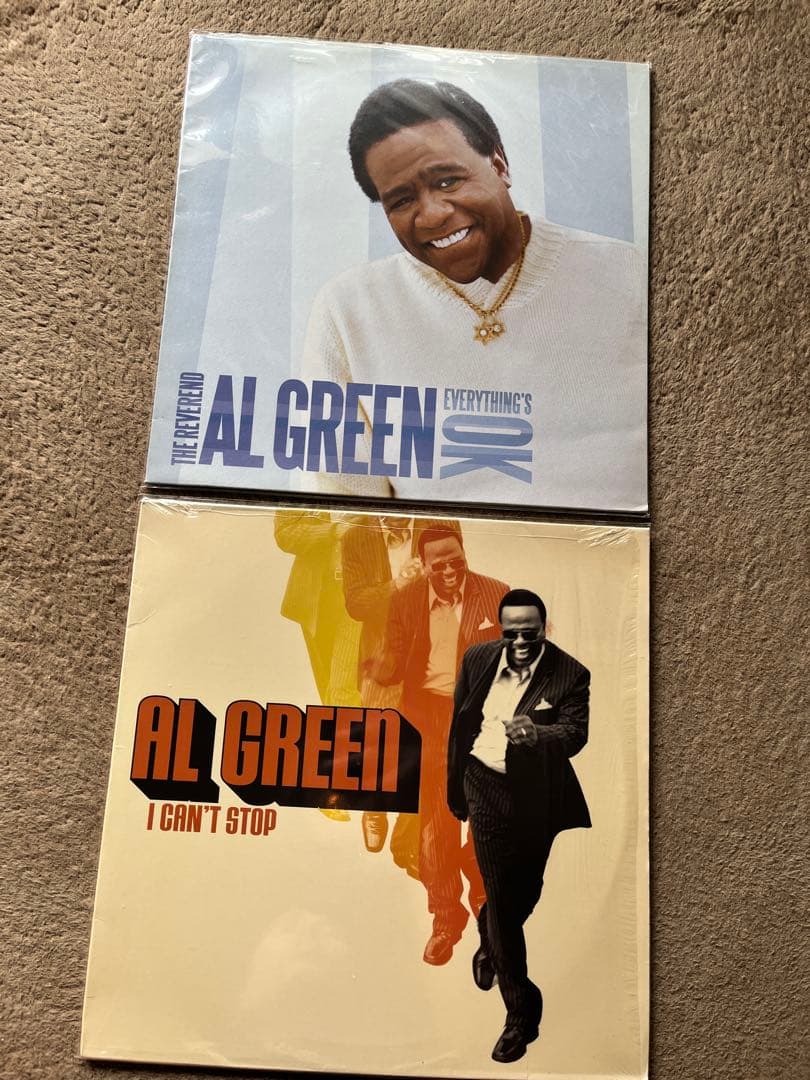 THE REVEREND
AL GREEN
EVERYTHING'S
OK
AL GREEN
I CAN'T STOP